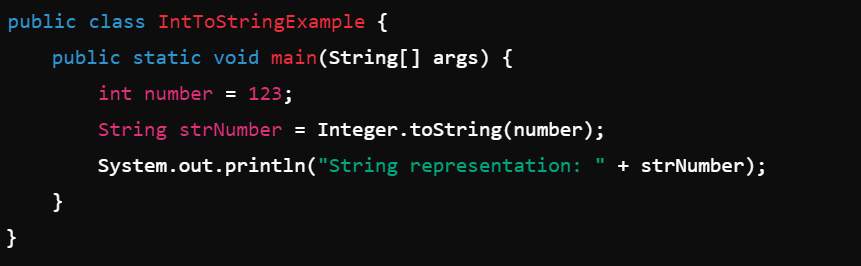 public class IntToStringExample {
    public static void main(String[] args) {
        int number = 123;
        String strNumber = Integer.toString(number);
        System.out.println("String representation: " + strNumber);
    }
}